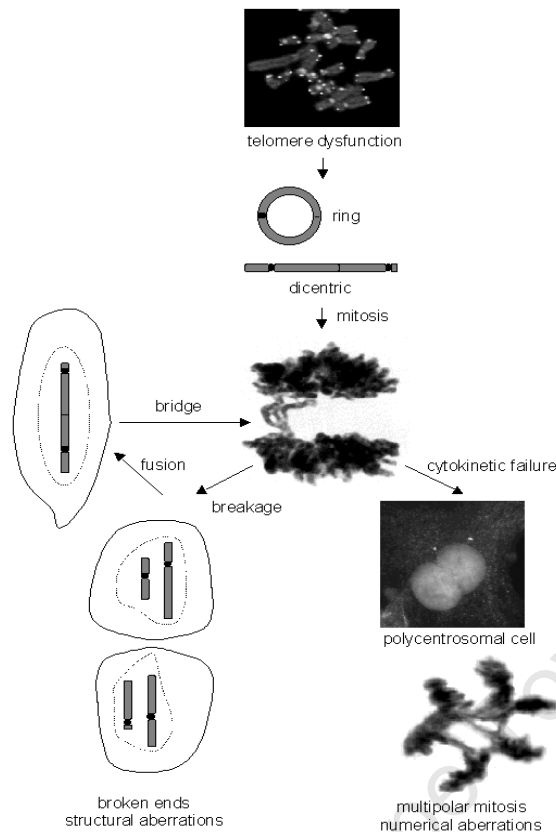 telomere dysfunction
ring
dicentric
mitosis
bridge
fusion
breakage
cytokinetic failure
polycentrosomal cell
broken ends
structural aberrations
multipolar mitosis
numerical aberrations